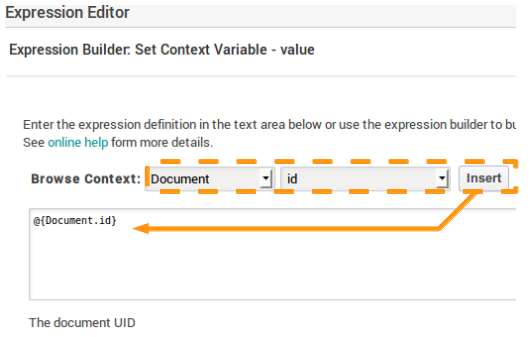 Expression Editor
Expression Builder: Set Context Variable - value
Enter the expression definition in the text area below or use the expression builder to
See online help form more details.
Browse Context: Document id Insert
@{Document.id}
The document UID